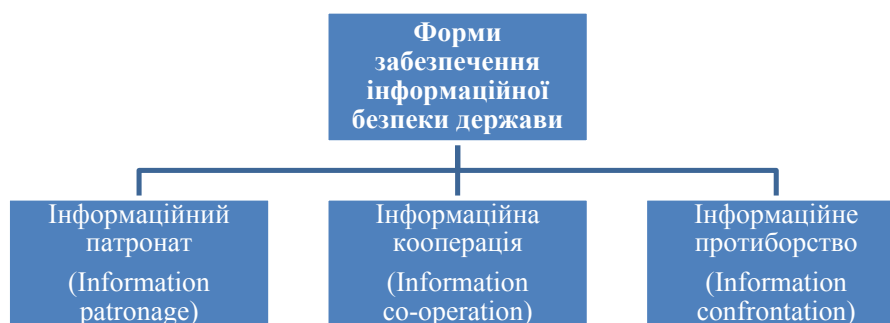 Форми
забезпечення
інформаційної
безпеки держави
Інформаційний
патронат
(Information
patronage)
Інформаційна
кооперація
(Information
co-operation)
Інформаційне
протиборство
(Information
confrontation)